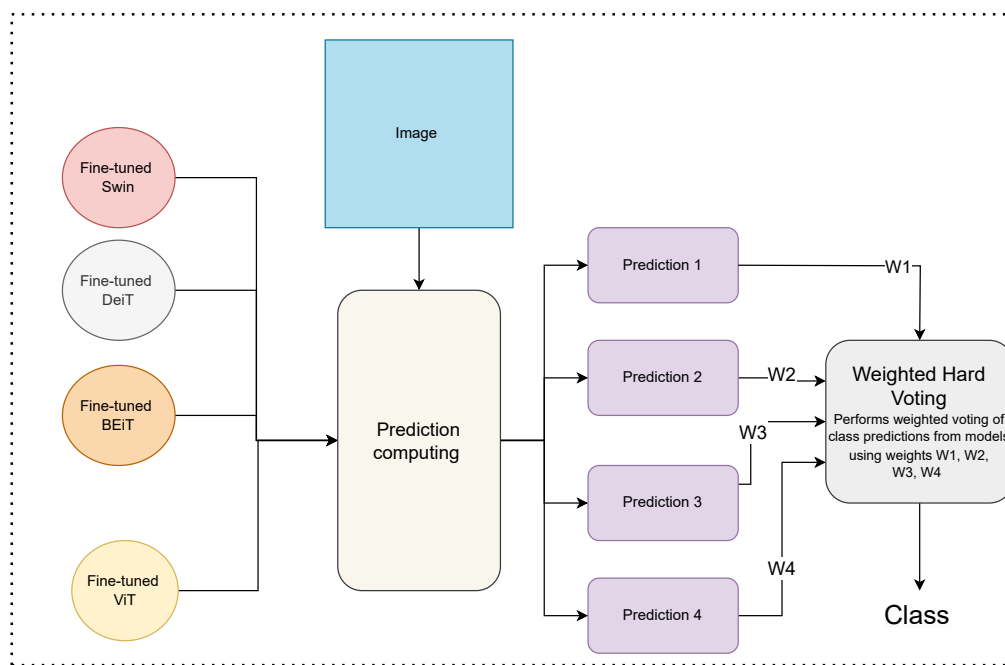 Image
Fine-tuned
Swin
Fine-tuned
DeiT
Fine-tuned
BEiT
Fine-tuned
ViT
Prediction
computing
Prediction 1
Prediction 2
Prediction 3
Prediction 4
W1
W2
W3
W4
Weighted Hard
Voting
Performs weighted voting of
class predictions from models
using weights W1, W2,
W3, W4
Class